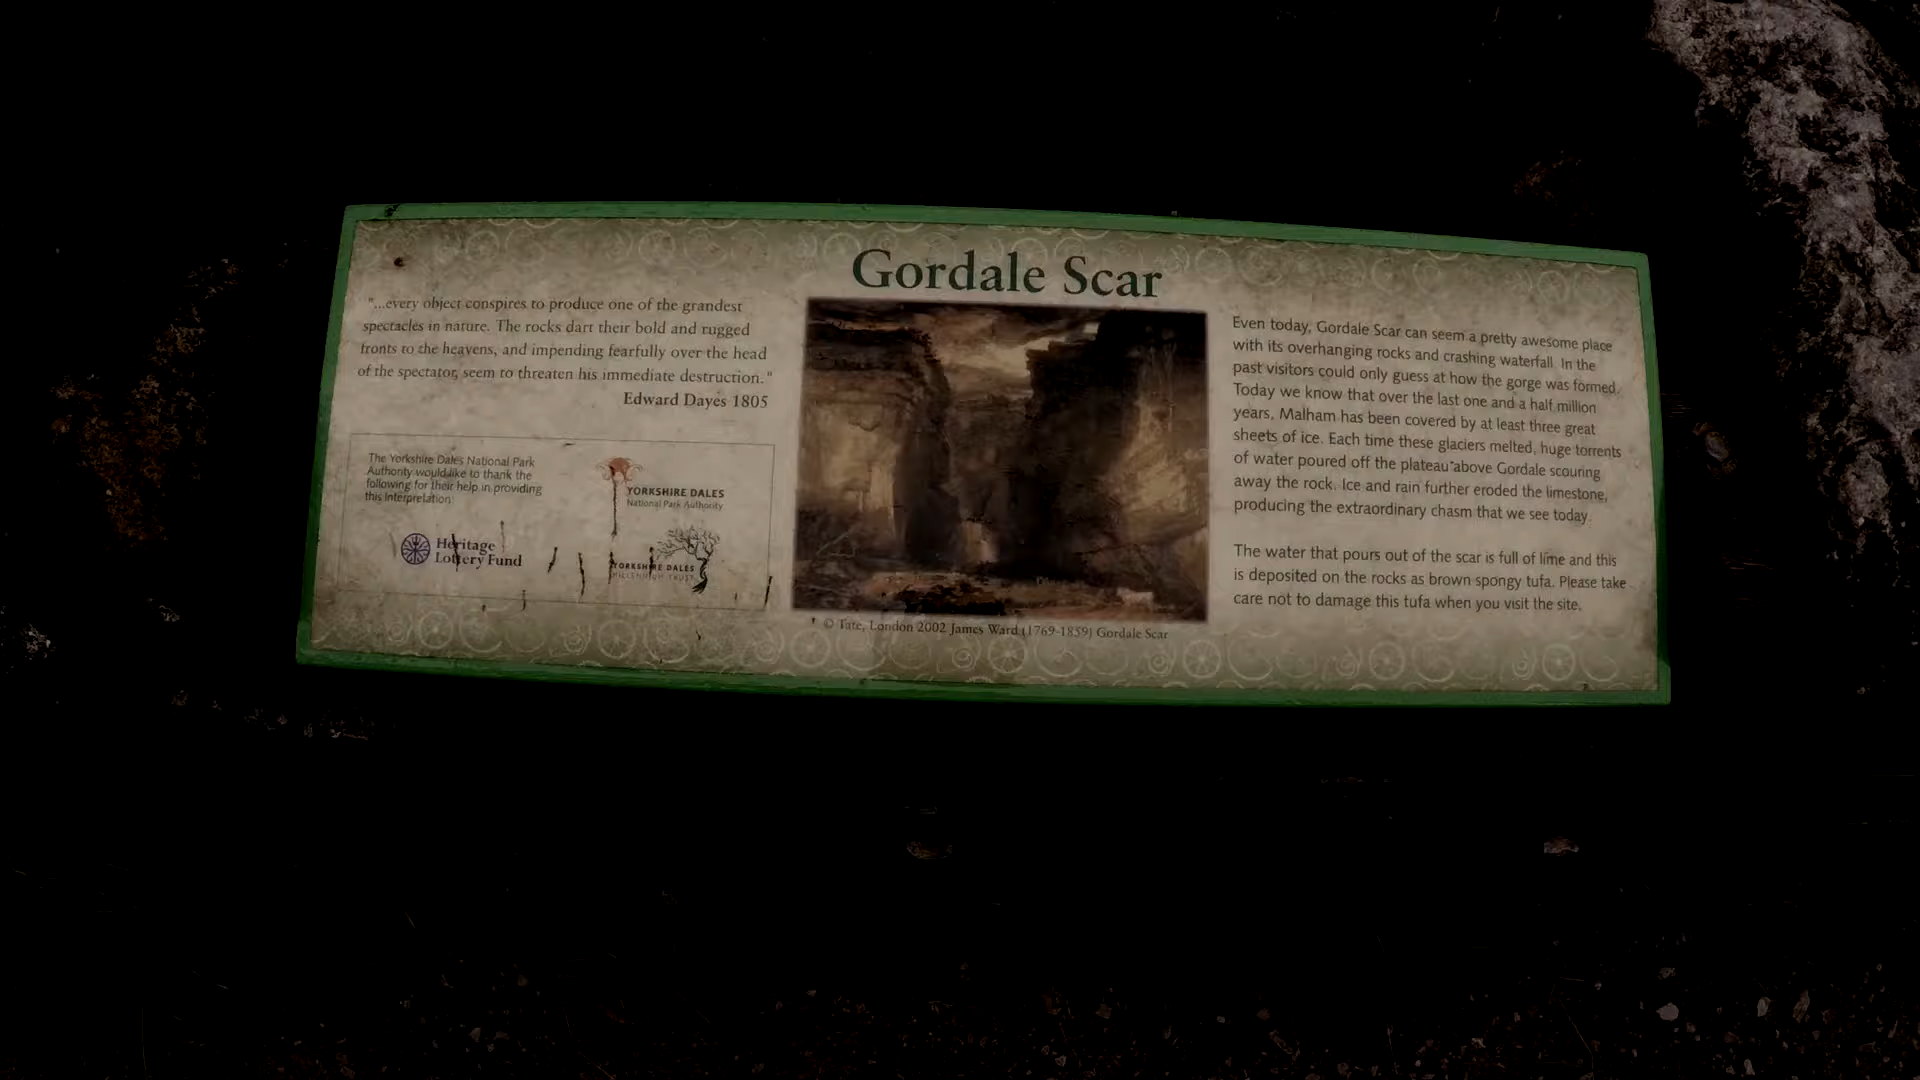 Gordale Scar
"...every object conspires to produce one of the grandest
spectacles in nature. The rocks dart their bold and rugged
fronts to the heavens, and impending fearfully over the head
of the spectator, seem to threaten his immediate destruction."
Edward Dayes 1805
The Yorkshire Dales National Park
Authority would like to thank the
following for their help in providing
this Interpretation:
YORKSHIRE DALES
National Park Authority
Heritage
Lottery Fund
YORKSHIRE DALES
MILLENNIUM TRUST
© Tate, London 2002 James Ward (1769-1859) Gordale Scar
Even today, Gordale Scar can seem a pretty awesome place
with its overhanging rocks and crashing waterfall. In the
past visitors could only guess at how the gorge was formed.
Today we know that over the last one and a half million
years, Malham has been covered by at least three great
sheets of ice. Each time these glaciers melted, huge torrents
of water poured off the plateau above Gordale scouring
away the rock. Ice and rain further eroded the limestone,
producing the extraordinary chasm that we see today.
The water that pours out of the scar is full of lime and this
is deposited on the rocks as brown spongy tufa. Please take
care not to damage this tufa when you visit the site.